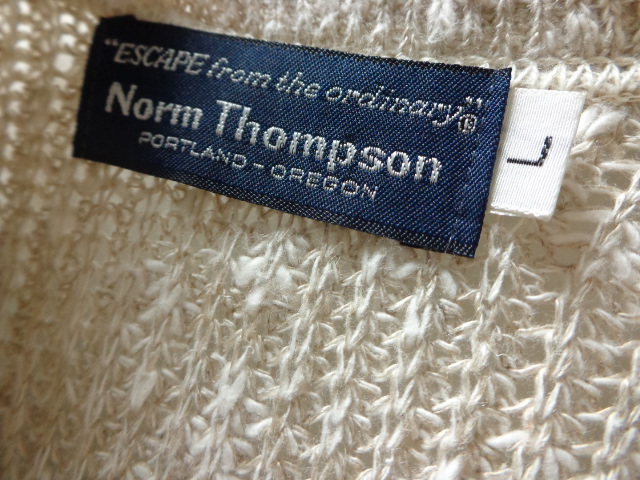 "ESCAPE from the ordinary"®
Norm Thompson
PORTLAND - OREGON
L